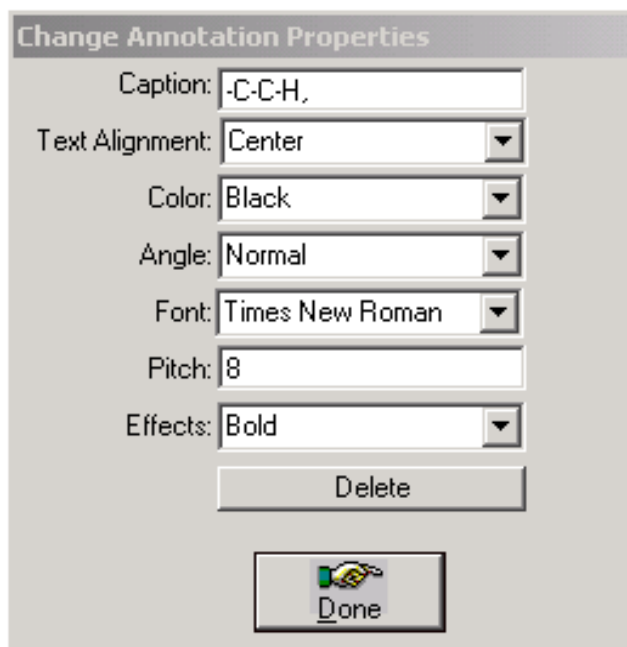 Change Annotation Properties
Caption: -C-C-H,
Text Alignment: Center
Color: Black
Angle: Normal
Font: Times New Roman
Pitch: 8
Effects: Bold
Delete
Done